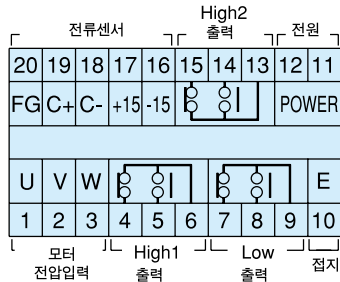 High2
전류센서 출력 전원
20 19 18 17 16 15 14 13 12 11
FG C+ C- +15 -15 POWER
U V W E
1 2 3 4 5 6 7 8 9 10
모터 High1 Low 접지
전압입력 출력 출력